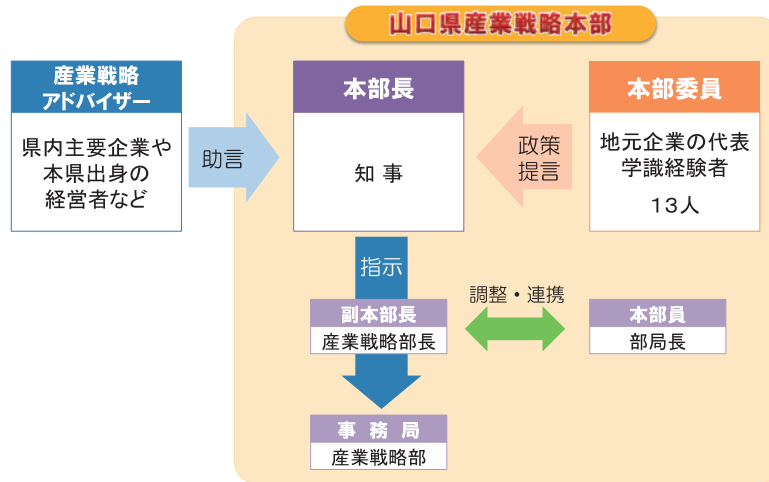 山口県産業戦略本部
産業戦略
アドバイザー
県内主要企業や
本県出身の
経営者など
助言
本部長
知事
政策
提言
本部委員
地元企業の代表
学識経験者
13人
指示
副本部長
産業戦略部長
調整・連携
本部員
部局長
事務局
産業戦略部